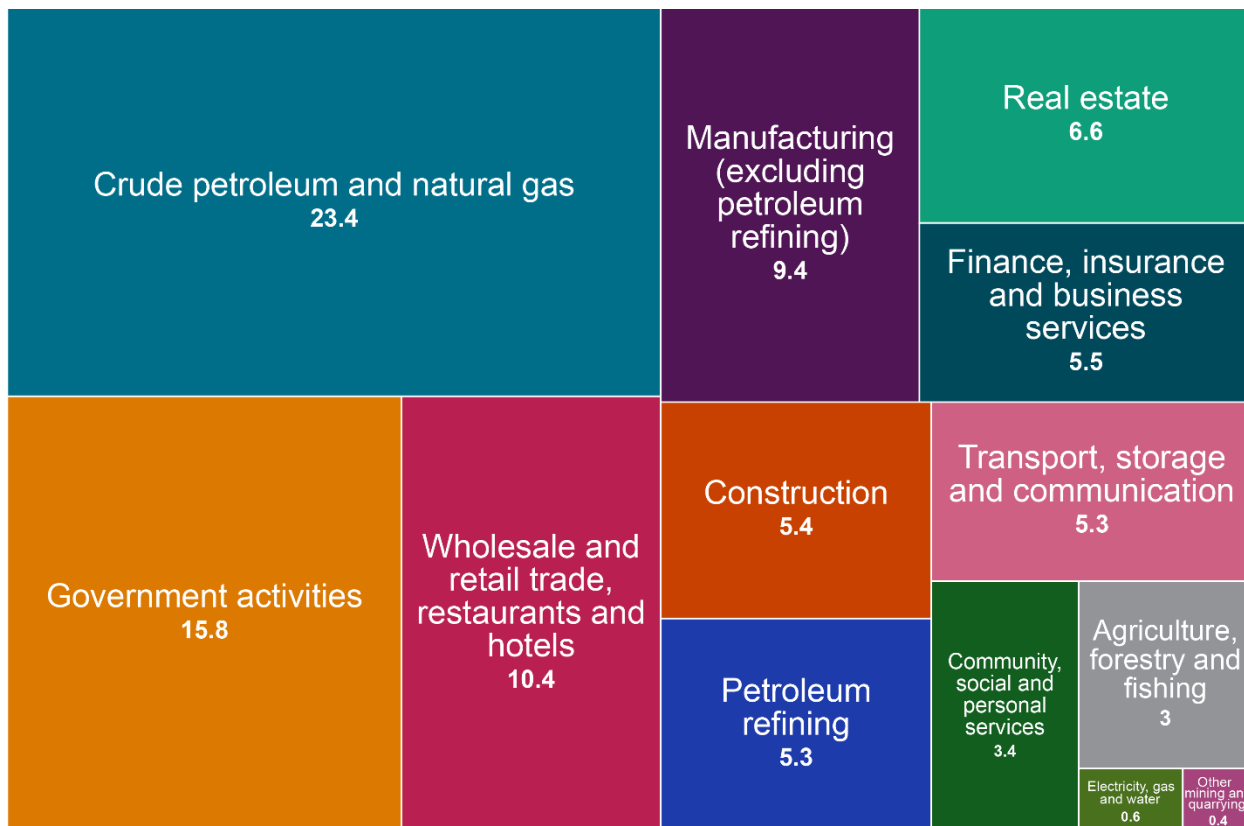 Crude petroleum and natural gas
23.4
Manufacturing
(excluding
petroleum
refining)
9.4
Real estate
6.6
Finance, insurance
and business
services
5.5
Government activities
15.8
Wholesale and
retail trade,
restaurants and
hotels
10.4
Construction
5.4
Transport, storage
and communication
5.3
Petroleum
refining
5.3
Community,
social and
personal
services
3.4
Agriculture,
forestry and
fishing
3
Electricity, gas
and water
0.6
Other
mining an
quarrying
0.4